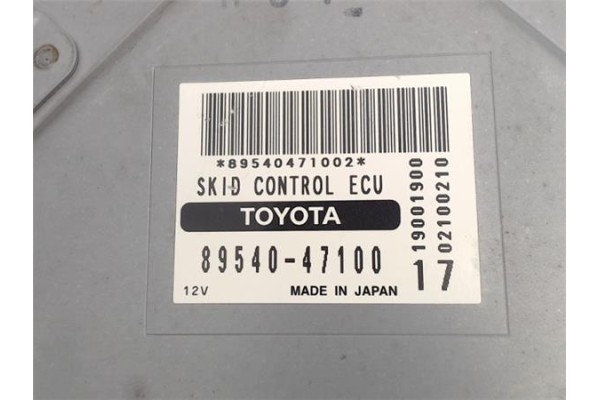 *89540471002*
SKID CONTROL ECU
TOYOTA
89540-47100
12V MADE IN JAPAN
17
19001900
02100210